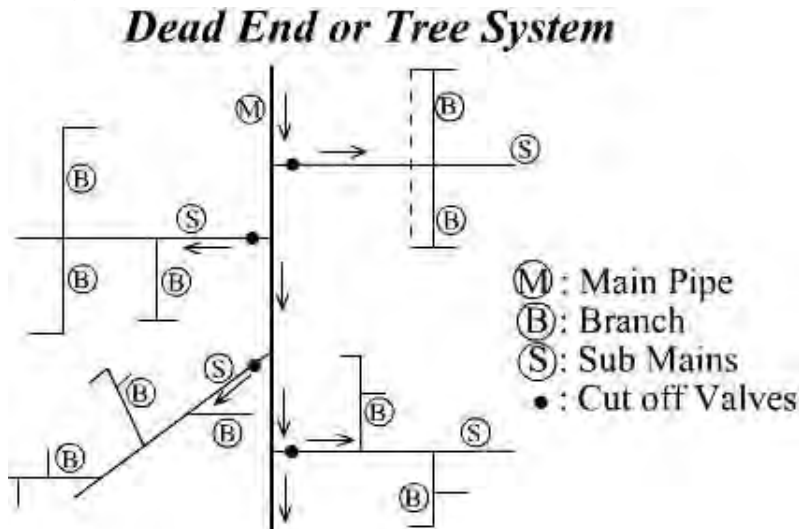 Dead End or Tree System
M
B
S
B
S
B
B
B
S
B
B
B
B
S
B
M : Main Pipe
B : Branch
S : Sub Mains
• : Cut off Valves